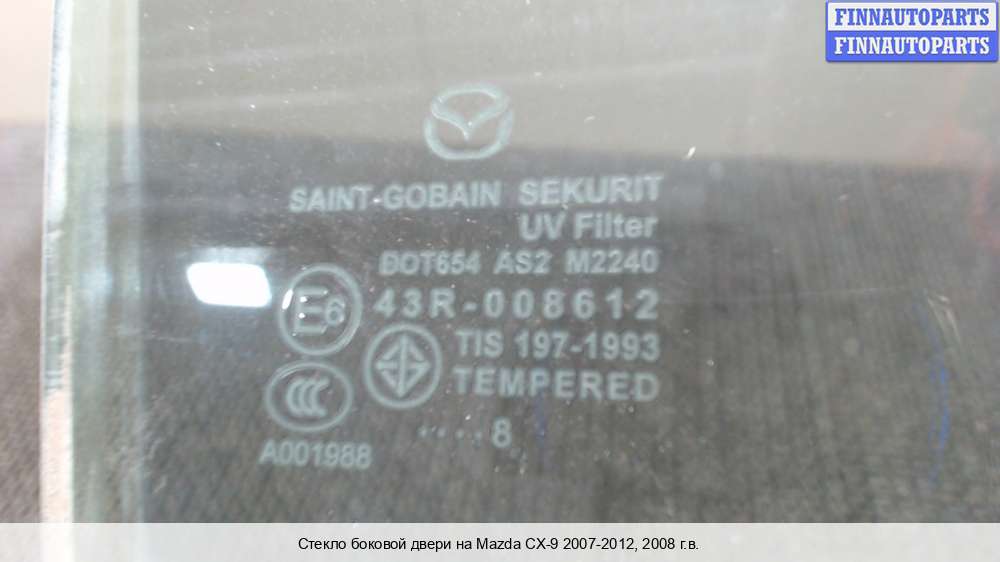 FINNAUTOPARTS
FINNAUTOPARTS
SAINT-GOBAIN SEKURIT
UV Filter
DOT654 AS2 M2240
E6 43R-008612
TIS 197-1993
TEMPERED
CCC
.....8
A001988
Стекло боковой двери на Mazda CX-9 2007-2012, 2008 г.в.